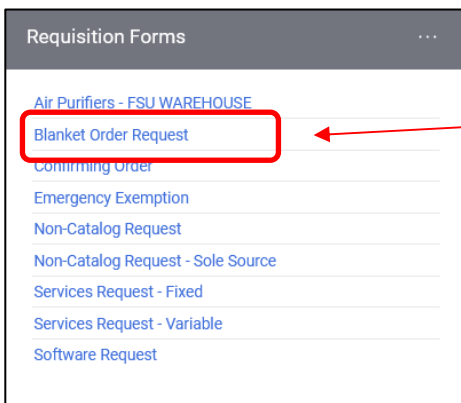 Requisition Forms ...
Air Purifiers - FSU WAREHOUSE
Blanket Order Request
Confirming Order
Emergency Exemption
Non-Catalog Request
Non-Catalog Request - Sole Source
Services Request - Fixed
Services Request - Variable
Software Request